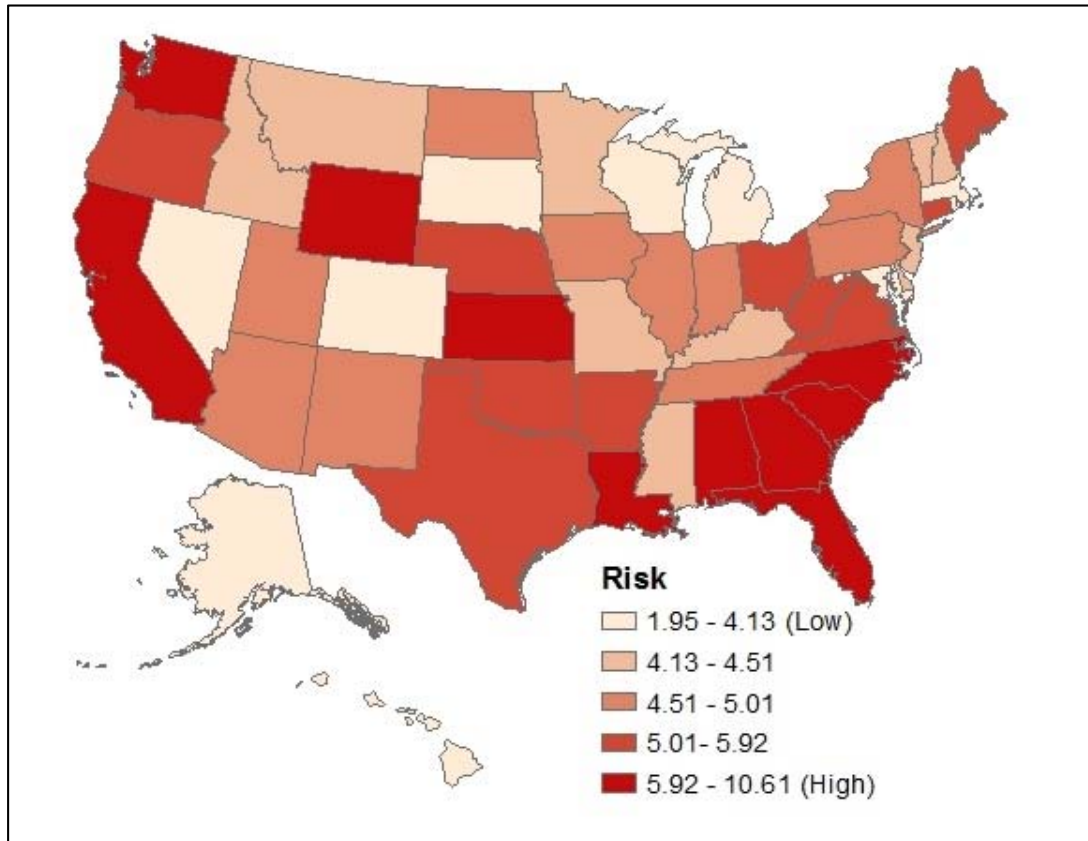 Risk
1.95 - 4.13 (Low)
4.13 - 4.51
4.51 - 5.01
5.01- 5.92
5.92 - 10.61 (High)